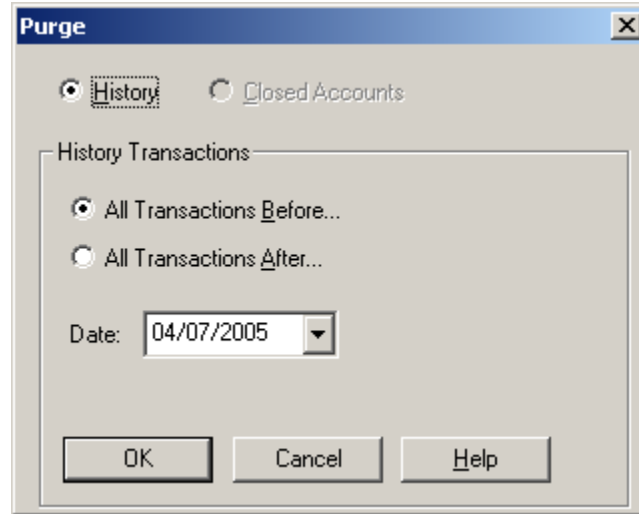 Purge
History Closed Accounts
History Transactions
All Transactions Before...
All Transactions After...
Date: 04/07/2005
OK Cancel Help